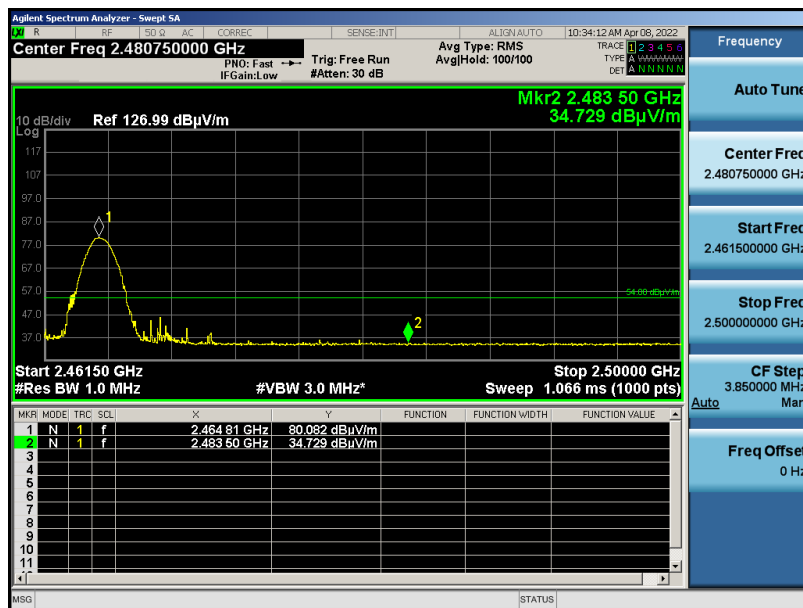 Agilent Spectrum Analyzer - Swept SA
LXI R RF 50 Ω AC CORREC SENSE:INT ALIGN AUTO 10:34:12 AM Apr 08, 2022
Center Freq 2.480750000 GHz
PNO: Fast
IFGain:Low
Trig: Free Run
#Atten: 30 dB
Avg Type: RMS
Avg|Hold: 100/100
TRACE 1 2 3 4 5 6
TYPE A WWWWW
DET A N N N N N
Mkr2 2.483 50 GHz
34.729 dBµV/m
10 dB/div
Log
Ref 126.99 dBµV/m
117
107
97.0
87.0
77.0
67.0
57.0
47.0
37.0
1
2
54.00 dBµV/m
Start 2.46150 GHz
Stop 2.50000 GHz
#Res BW 1.0 MHz
#VBW 3.0 MHz*
Sweep 1.066 ms (1000 pts)
MKR MODE TRC SCL X Y FUNCTION FUNCTION WIDTH FUNCTION VALUE
1 N 1 f 2.464 81 GHz 80.082 dBµV/m
2 N 1 f 2.483 50 GHz 34.729 dBµV/m
3
4
5
6
7
8
9
10
11
MSG
STATUS
Frequency
Auto Tune
Center Freq
2.480750000 GHz
Start Freq
2.461500000 GHz
Stop Freq
2.500000000 GHz
CF Step
3.850000 MHz
Auto Man
Freq Offset
0 Hz